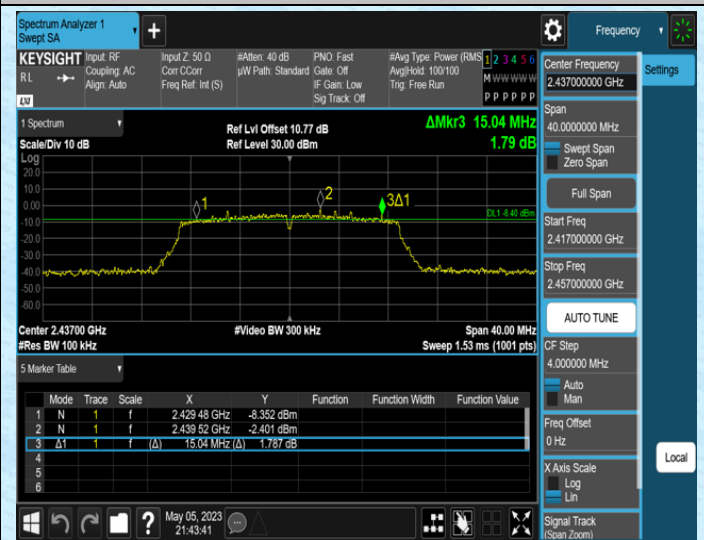 Spectrum Analyzer 1
Swept SA
+
Frequency
KEYSIGHT
RL
LXI
Input: RF
Coupling: AC
Align: Auto
Input Z: 50 Ω
Corr CCorr
Freq Ref: Int (S)
#Atten: 40 dB
µW Path: Standard
PNO: Fast
Gate: Off
IF Gain: Low
Sig Track: Off
#Avg Type: Power (RMS
Avg|Hold: 100/100
Trig: Free Run
1 2 3 4 5 6
M W W W W W
P P P P P P
Center Frequency
2.437000000 GHz
Settings
Span
40.0000000 MHz
Swept Span
Zero Span
Full Span
Start Freq
2.417000000 GHz
Stop Freq
2.457000000 GHz
AUTO TUNE
CF Step
4.000000 MHz
Auto
Man
Freq Offset
0 Hz
X Axis Scale
Log
Lin
Signal Track
(Span Zoom)
Local
1 Spectrum
Scale/Div 10 dB
Ref Lvl Offset 10.77 dB
Ref Level 30.00 dBm
ΔMkr3 15.04 MHz
1.79 dB
Log
20.0
10.0
0.00
-10.0
-20.0
-30.0
-40.0
-50.0
-60.0
1
2
3Δ1
DL1 -8.40 dBm
Center 2.43700 GHz
#Video BW 300 kHz
Span 40.00 MHz
#Res BW 100 kHz
Sweep 1.53 ms (1001 pts)
5 Marker Table
Mode Trace Scale X Y Function Function Width Function Value
1 N 1 f 2.429 48 GHz -8.352 dBm
2 N 1 f 2.439 52 GHz -2.401 dBm
3 Δ1 1 f (Δ) 15.04 MHz (Δ) 1.787 dB
4
5
6
?
May 05, 2023
21:43:41